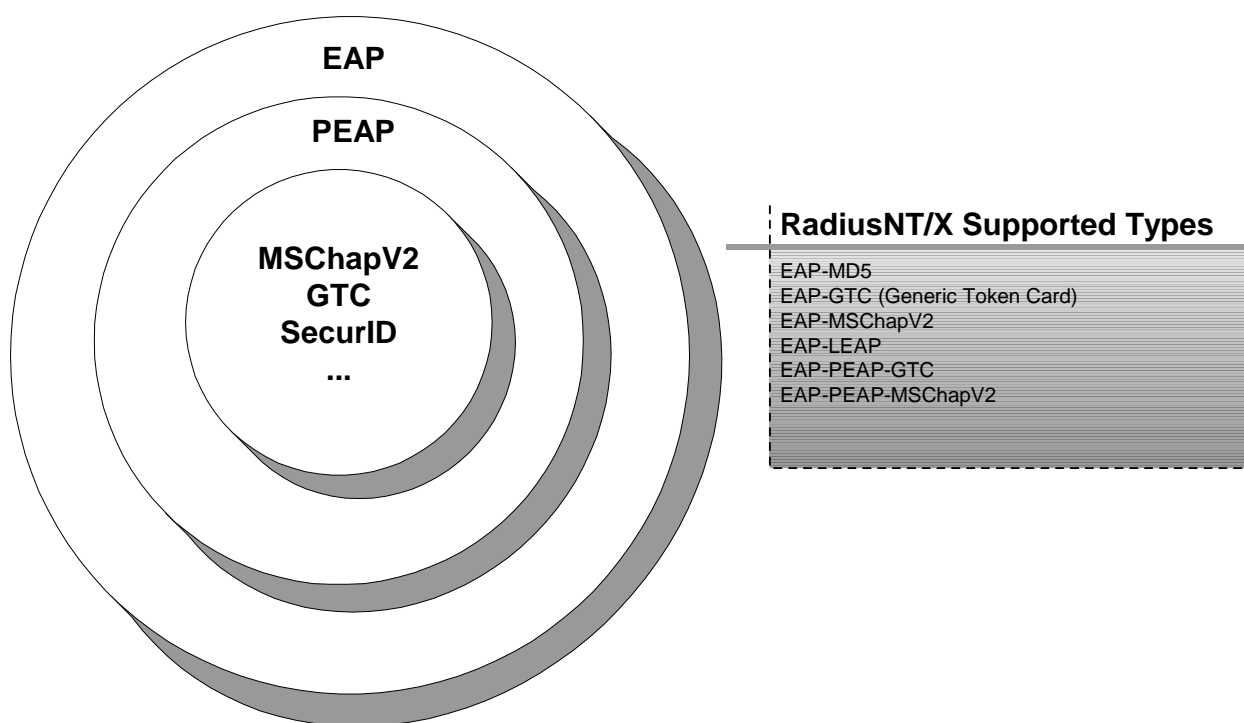 EAP
PEAP
MSChapV2
GTC
SecurID
...
RadiusNT/X Supported Types
EAP-MD5
EAP-GTC (Generic Token Card)
EAP-MSChapV2
EAP-LEAP
EAP-PEAP-GTC
EAP-PEAP-MSChapV2